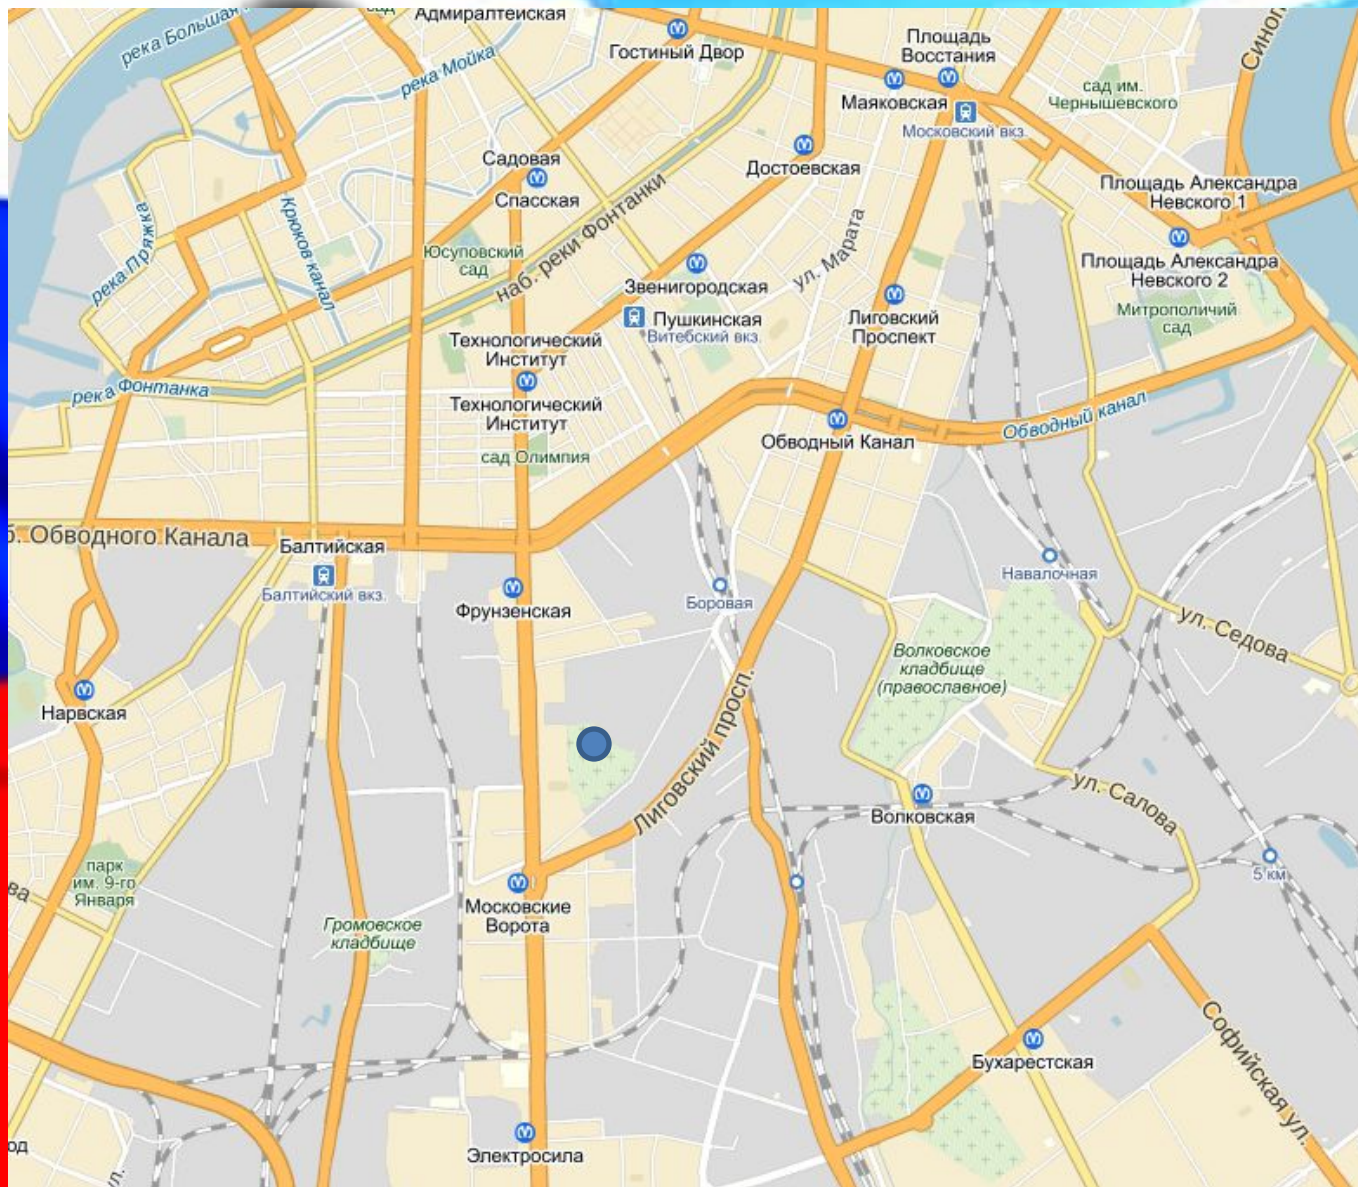 Адмиралтейская
сад
река Большая
река Мойка
Гостиный Двор
Площадь
Восстания
Маяковская
Московский вкз.
сад им.
Чернышевского
Садовая
Спасская
Достоевская
Площадь Александра
Невского 1
Площадь Александра
Невского 2
Митрополичий
сад
река Пряжка
Крюков канал
Юсуповский
сад
наб. реки Фонтанки
Звенигородская
ул. Марата
Пушкинская
Витебский вкз.
Лиговский
Проспект
Технологический
Институт
Технологический
Институт
река Фонтанка
сад Олимпия
Обводный Канал
Обводный канал
б. Обводного Канала
Балтийская
Балтийский вкз.
Фрунзенская
Боровая
Навалочная
ул. Седова
Волковское
кладбище
(православное)
Нарвская
Лиговский просп.
ул. Салова
Волковская
5 км
парк
им. 9-го
Января
ва
Московские
Ворота
Громовское
кладбище
Бухарестская
Софийская ул.
Электросила
од
ул.